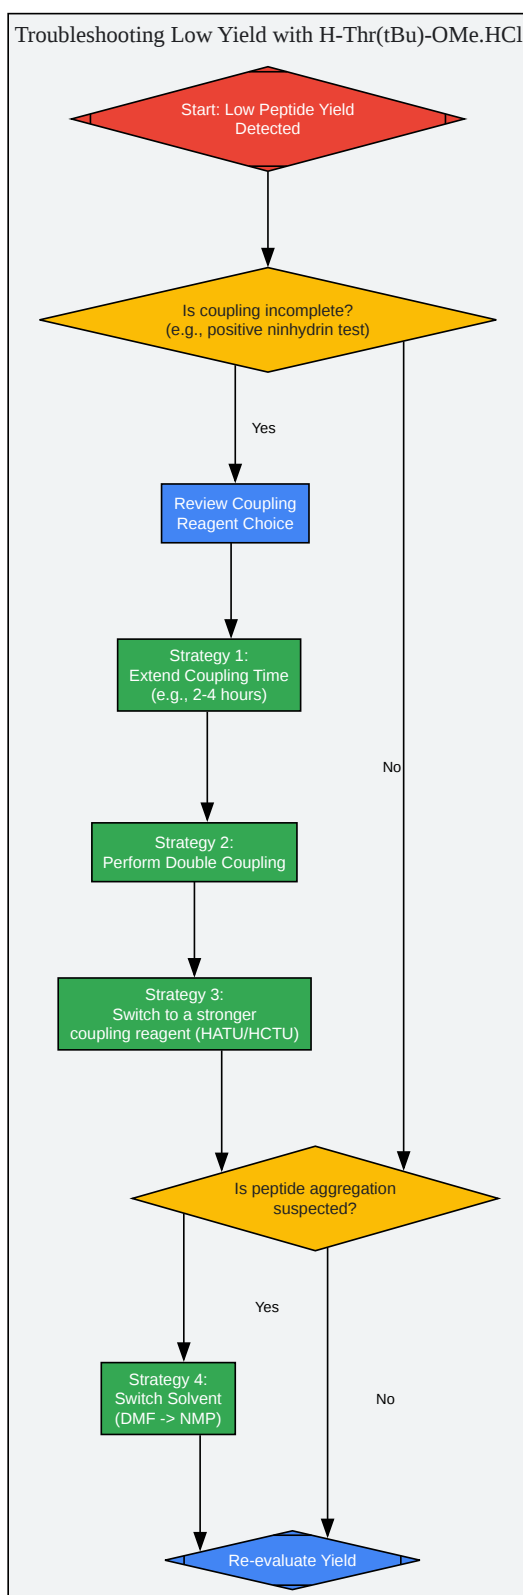 Troubleshooting Low Yield with H-Thr(tBu)-OMe.HCl
Start: Low Peptide Yield
Detected
Is coupling incomplete?
(e.g., positive ninhydrin test)
Yes
Review Coupling
Reagent Choice
Strategy 1:
Extend Coupling Time
(e.g., 2-4 hours)
No
Strategy 2:
Perform Double Coupling
Strategy 3:
Switch to a stronger
coupling reagent (HATU/HCTU)
Is peptide aggregation
suspected?
Yes
Strategy 4:
Switch Solvent
(DMF -> NMP)
No
Re-evaluate Yield